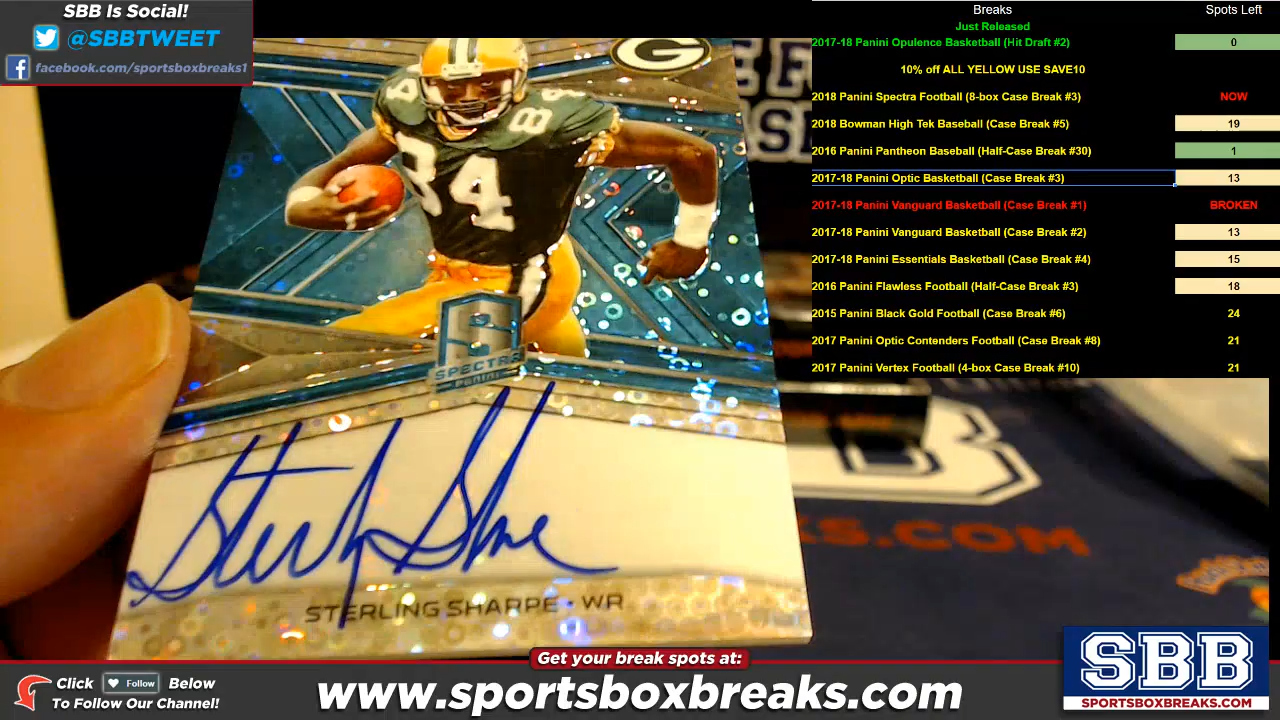 SBB Is Social!
@SBBTWEET
facebook.com/sportsboxbreaks1
Breaks Spots Left
Just Released
2017-18 Panini Opulence Basketball (Hit Draft #2) 0
10% off ALL YELLOW USE SAVE10
2018 Panini Spectra Football (8-box Case Break #3) NOW
2018 Bowman High Tek Baseball (Case Break #5) 19
2016 Panini Pantheon Baseball (Half-Case Break #30) 1
2017-18 Panini Optic Basketball (Case Break #3) 13
2017-18 Panini Vanguard Basketball (Case Break #1) BROKEN
2017-18 Panini Vanguard Basketball (Case Break #2) 13
2017-18 Panini Essentials Basketball (Case Break #4) 15
2016 Panini Flawless Football (Half-Case Break #3) 18
2015 Panini Black Gold Football (Case Break #6) 24
2017 Panini Optic Contenders Football (Case Break #8) 21
2017 Panini Vertex Football (4-box Case Break #10) 21
G
84
84
84
SPECTRA
Sterling Sharpe
STERLING SHARPE - WR
KS.COM
Get your break spots at:
Click Follow Below
To Follow Our Channel!
www.sportsboxbreaks.com
SBB
SPORTSBOXBREAKS.COM